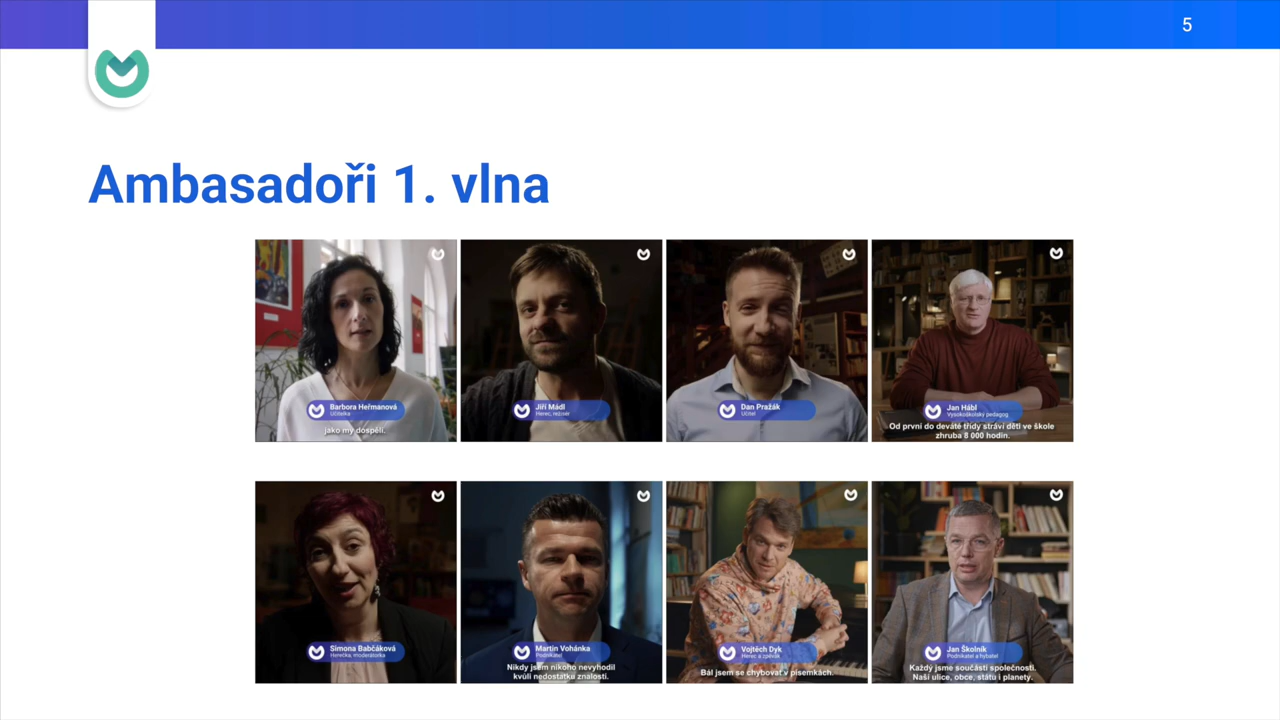 5
Ambasadoři 1. vlna
Barbora Heřmanová
Učitelka
jako my dospělí.
Jiří Mádl
Herec, režisér
Dan Pražák
Učitel
Jan Hábl
Vysokoškolský pedagog
Od první do deváté třídy stráví děti ve škole
zhruba 8 000 hodin.
Simona Babčáková
Herečka, moderátorka
Martin Vohánka
Podnikatel
Nikdy jsem nikoho nevyhodil
kvůli nedostatku znalostí.
Vojtěch Dyk
Herec a zpěvák
Bál jsem se chybovat v písemkách.
Jan Školník
Podnikatel a hybatel
Každý jsme součástí společnosti.
Naší ulice, obce, státu i planety.